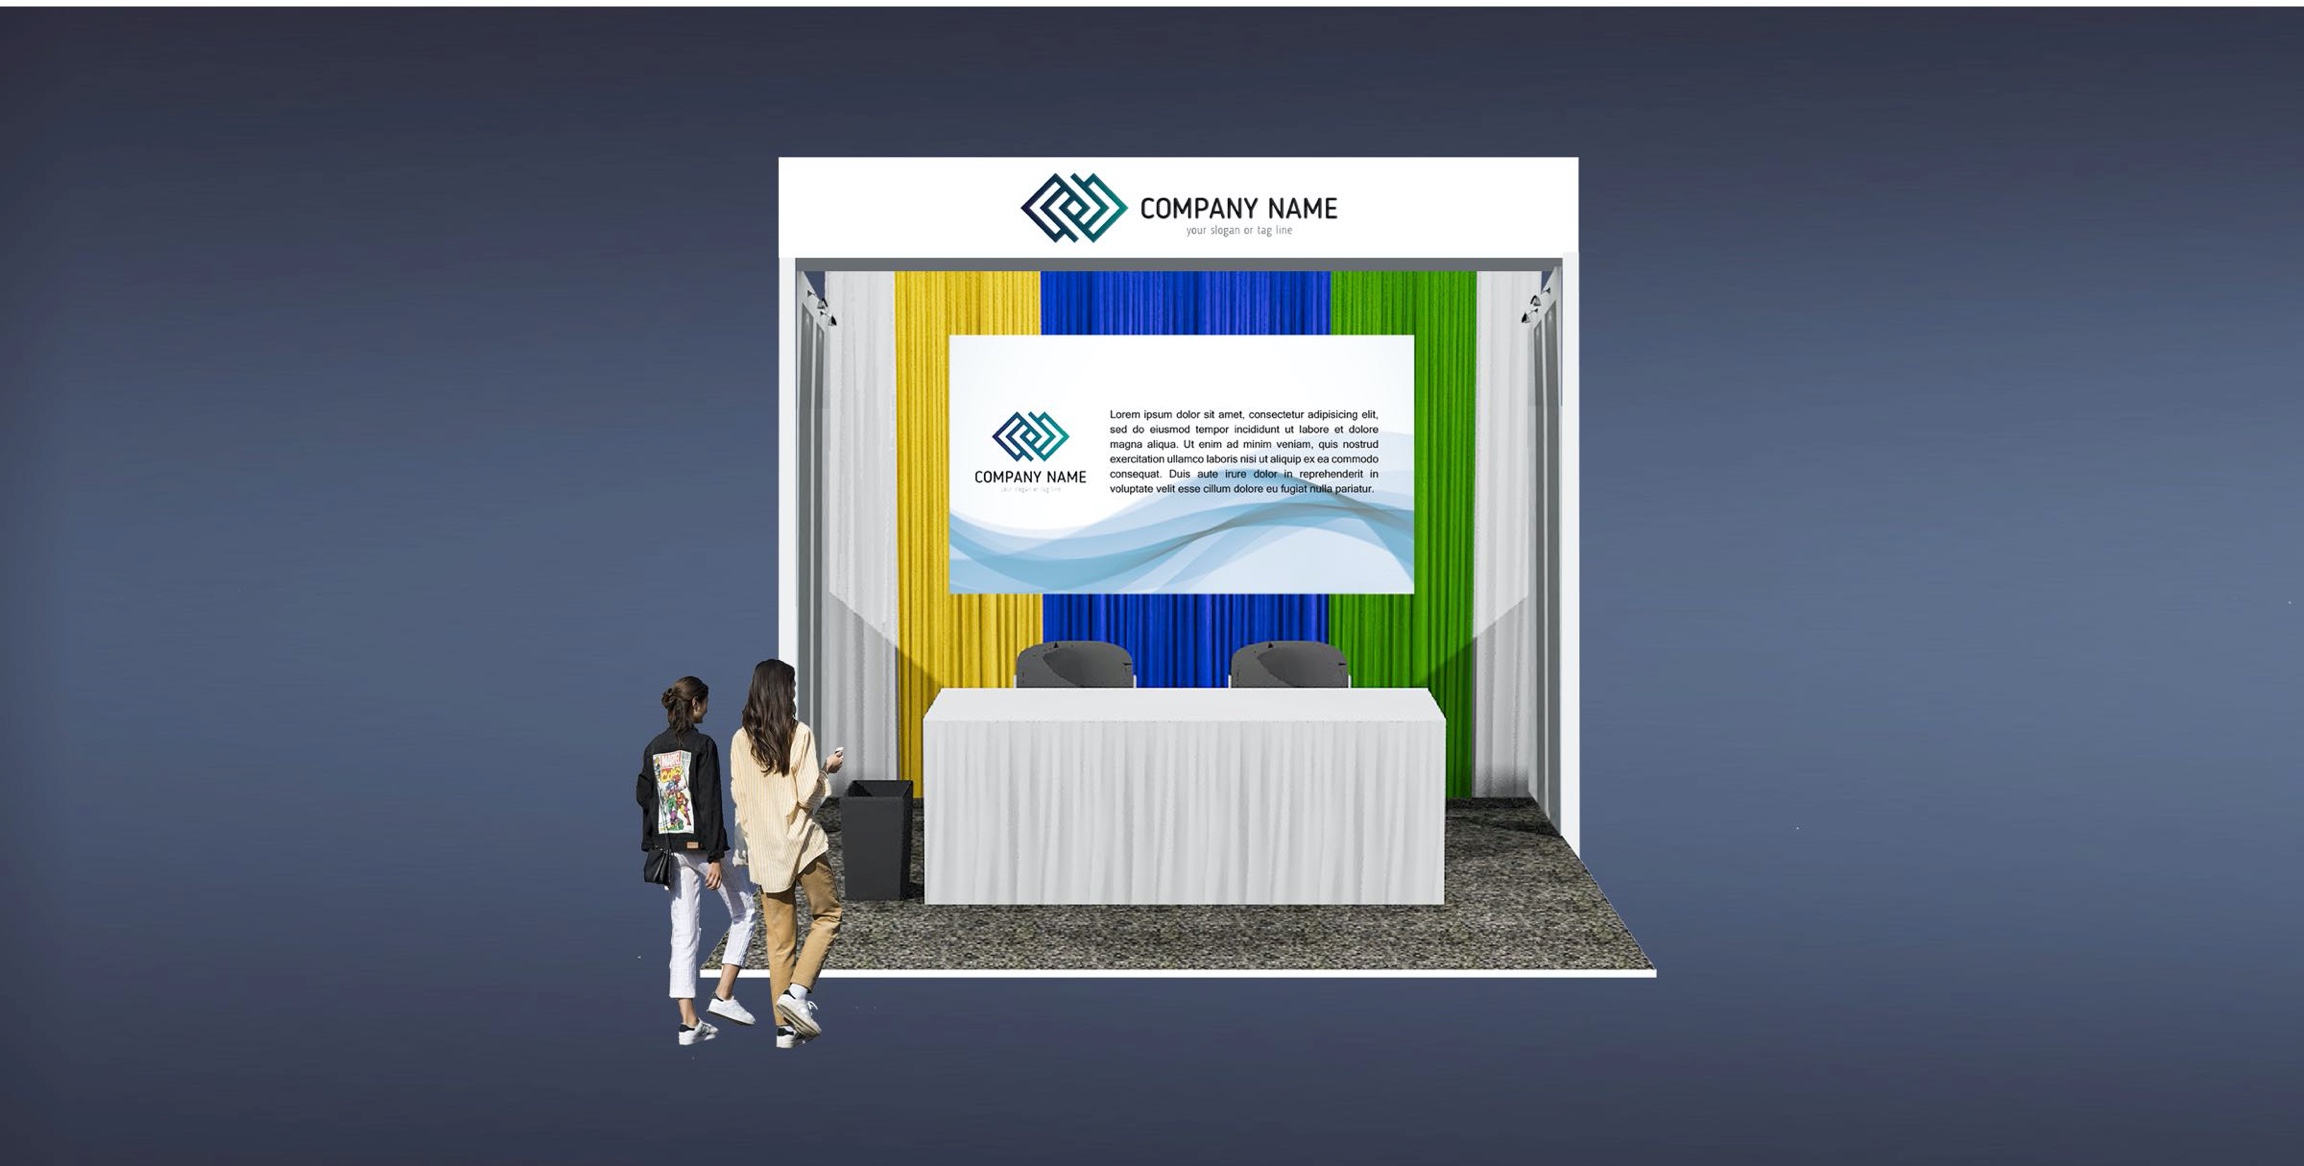 COMPANY NAME
your slogan or tag line
COMPANY NAME
Lorem ipsum dolor sit amet, consectetur adipisicing elit,
sed do eiusmod tempor incididunt ut labore et dolore
magna aliqua. Ut enim ad minim veniam, quis nostrud
exercitation ullamco laboris nisi ut aliquip ex ea commodo
consequat. Duis aute irure dolor in reprehenderit in
voluptate velit esse cillum dolore eu fugiat nulla pariatur.
MARVEL